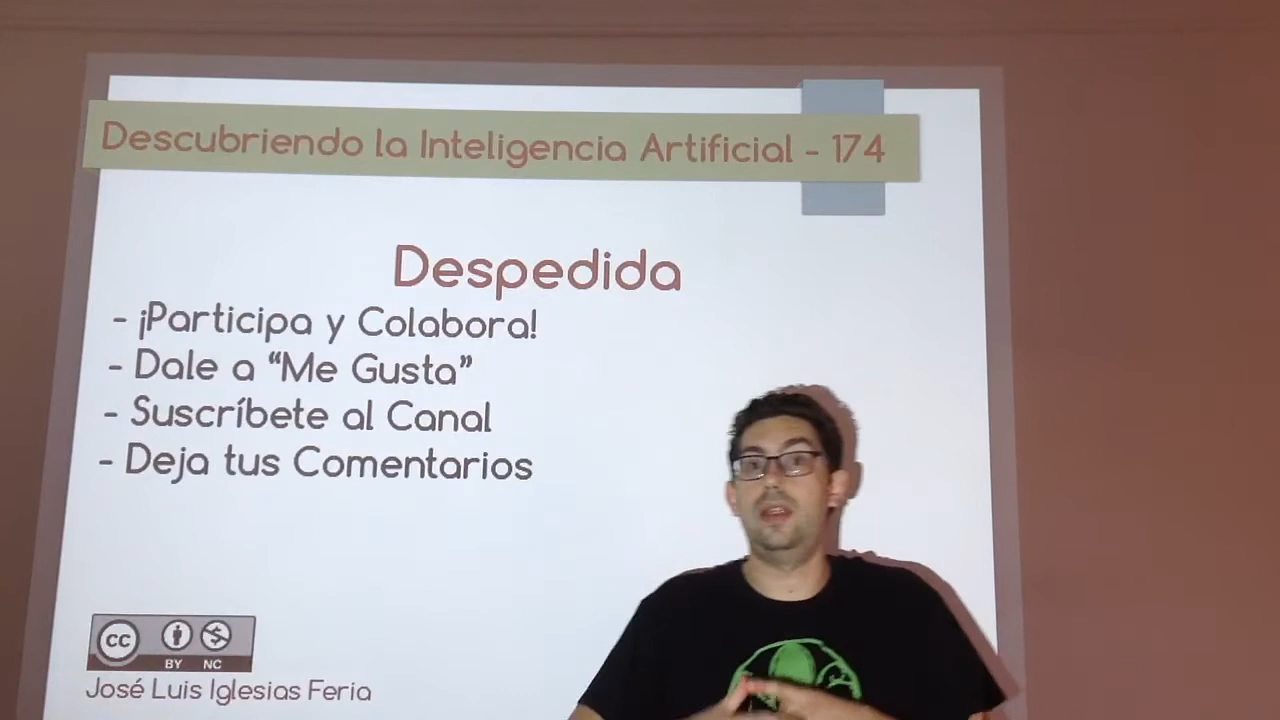 Descubriendo la Inteligencia Artificial - 174
Despedida
- ¡Participa y Colabora!
- Dale a “Me Gusta”
- Suscríbete al Canal
- Deja tus Comentarios
cc
BY NC
José Luis Iglesias Feria